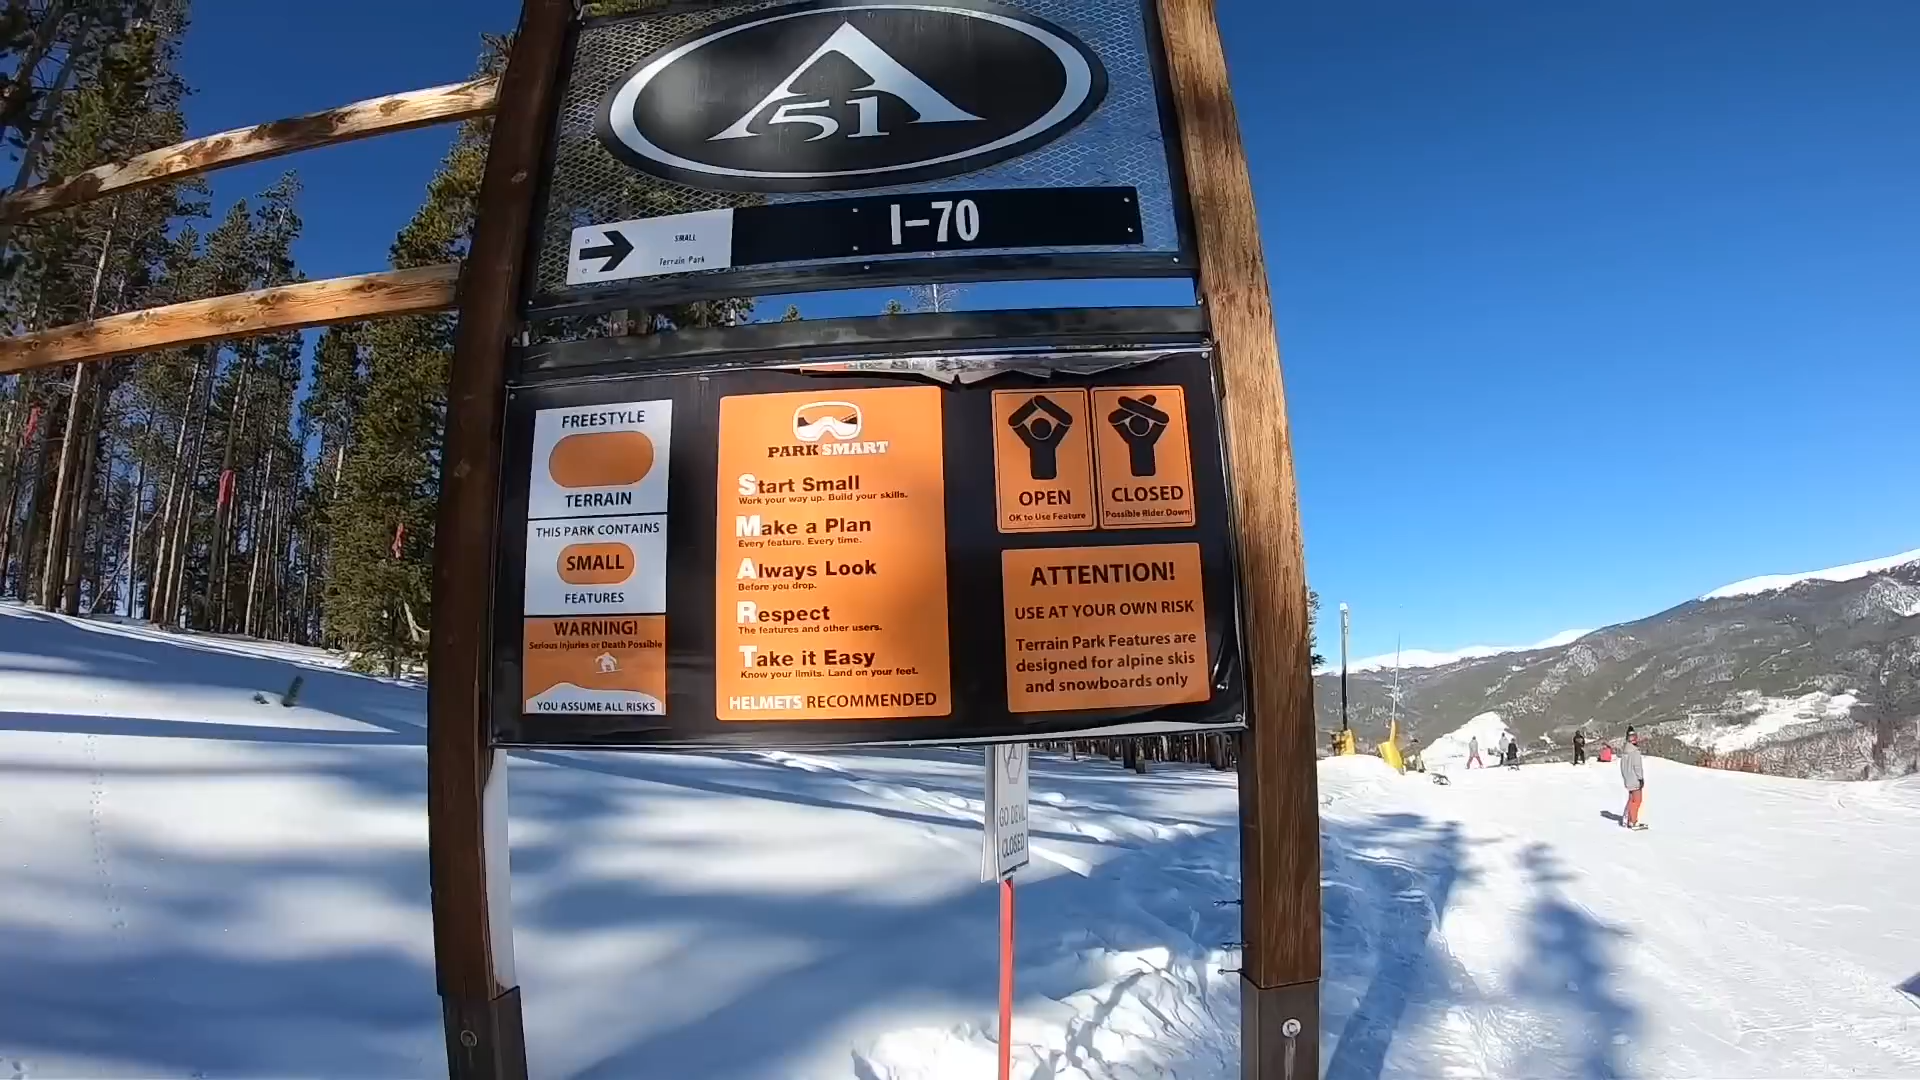 A
51
SMALL
Terrain Park
I-70
FREESTYLE
TERRAIN
THIS PARK CONTAINS
SMALL
FEATURES
WARNING!
Serious Injuries or Death Possible
YOU ASSUME ALL RISKS
PARK SMART
Start Small
Work your way up. Build your skills.
Make a Plan
Every feature. Every time.
Always Look
Before you drop.
Respect
The features and other users.
Take it Easy
Know your limits. Land on your feet.
HELMETS RECOMMENDED
OPEN
OK to Use Feature
CLOSED
Possible Rider Down
ATTENTION!
USE AT YOUR OWN RISK
Terrain Park Features are
designed for alpine skis
and snowboards only
GO DEVIL
CLOSED